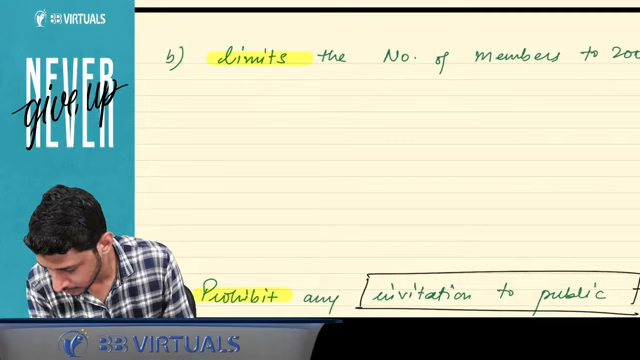 BB VIRTUALS
NEVER
give up
NEVER
b) limits the No. of members to 200
Prohibit any invitation to public
BB VIRTUALS